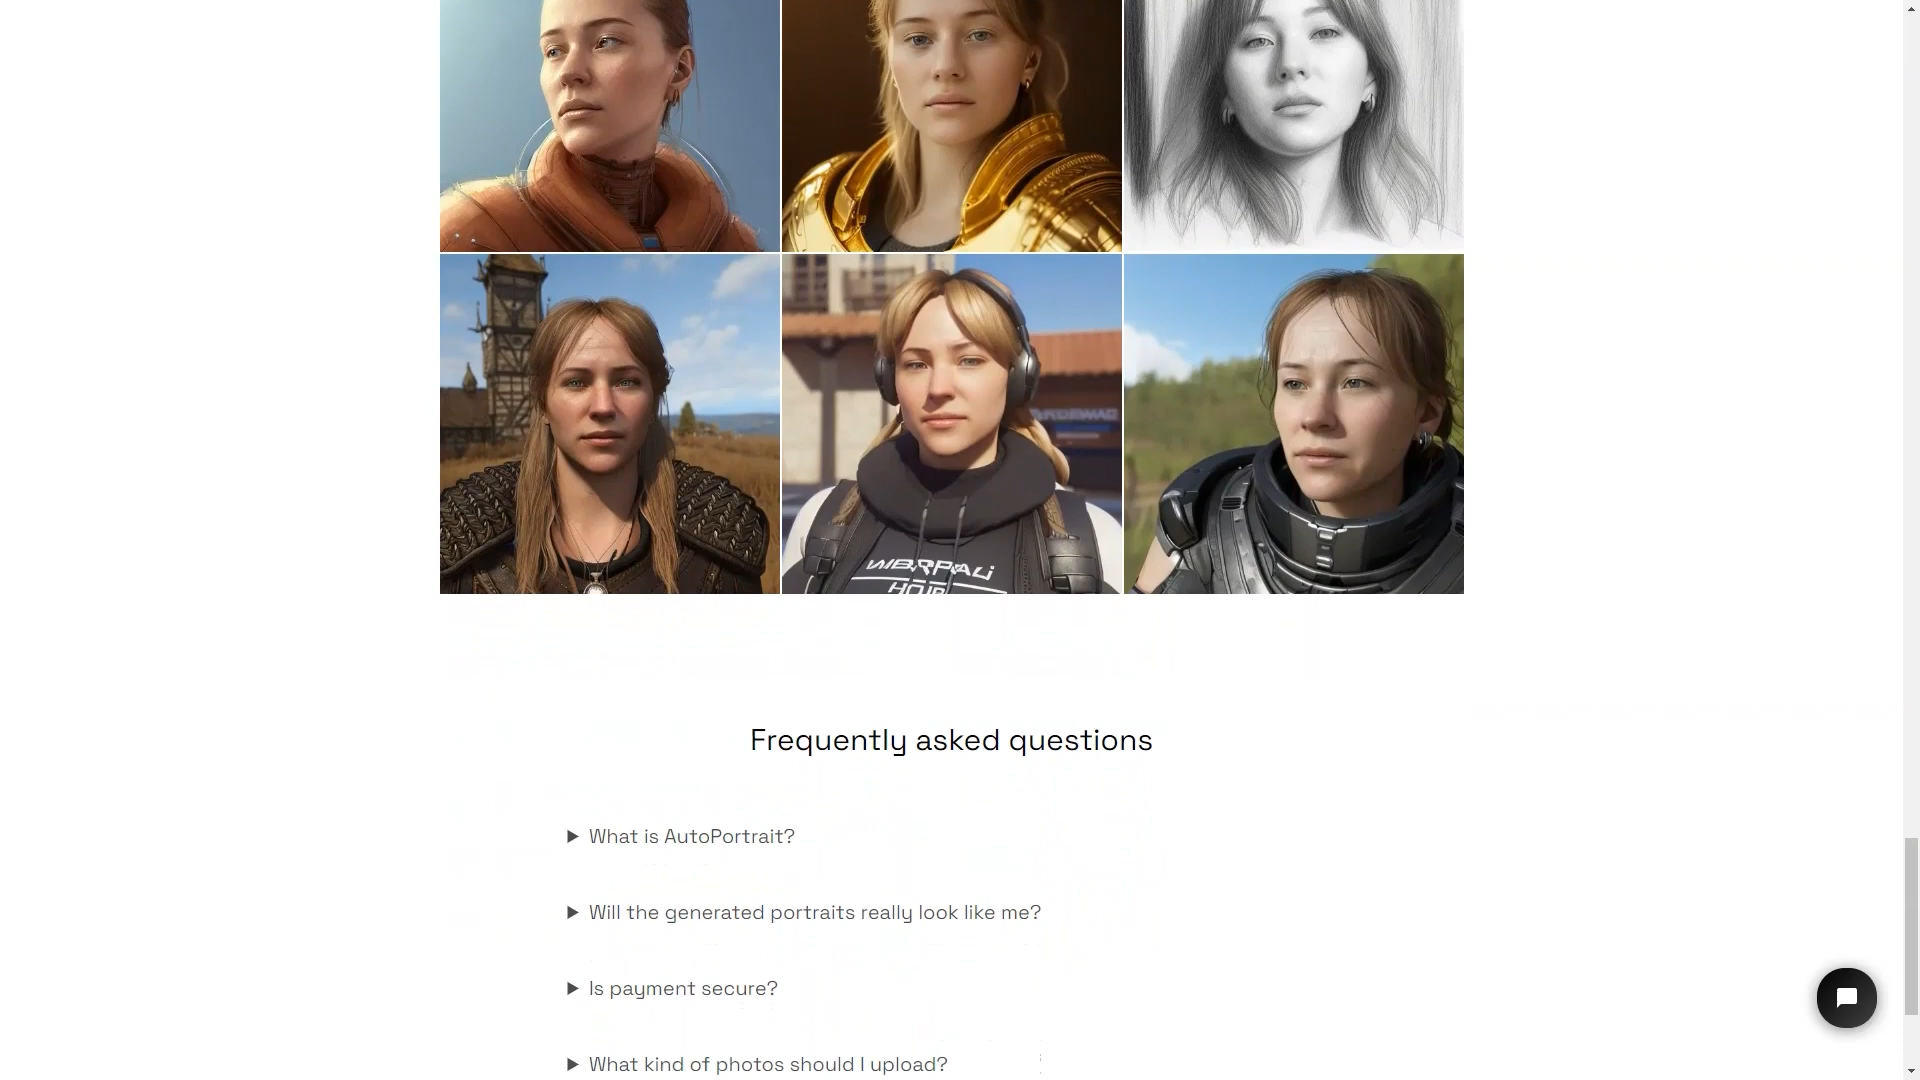 WBRPALI
Frequently asked questions
What is AutoPortrait?
Will the generated portraits really look like me?
Is payment secure?
What kind of photos should I upload?